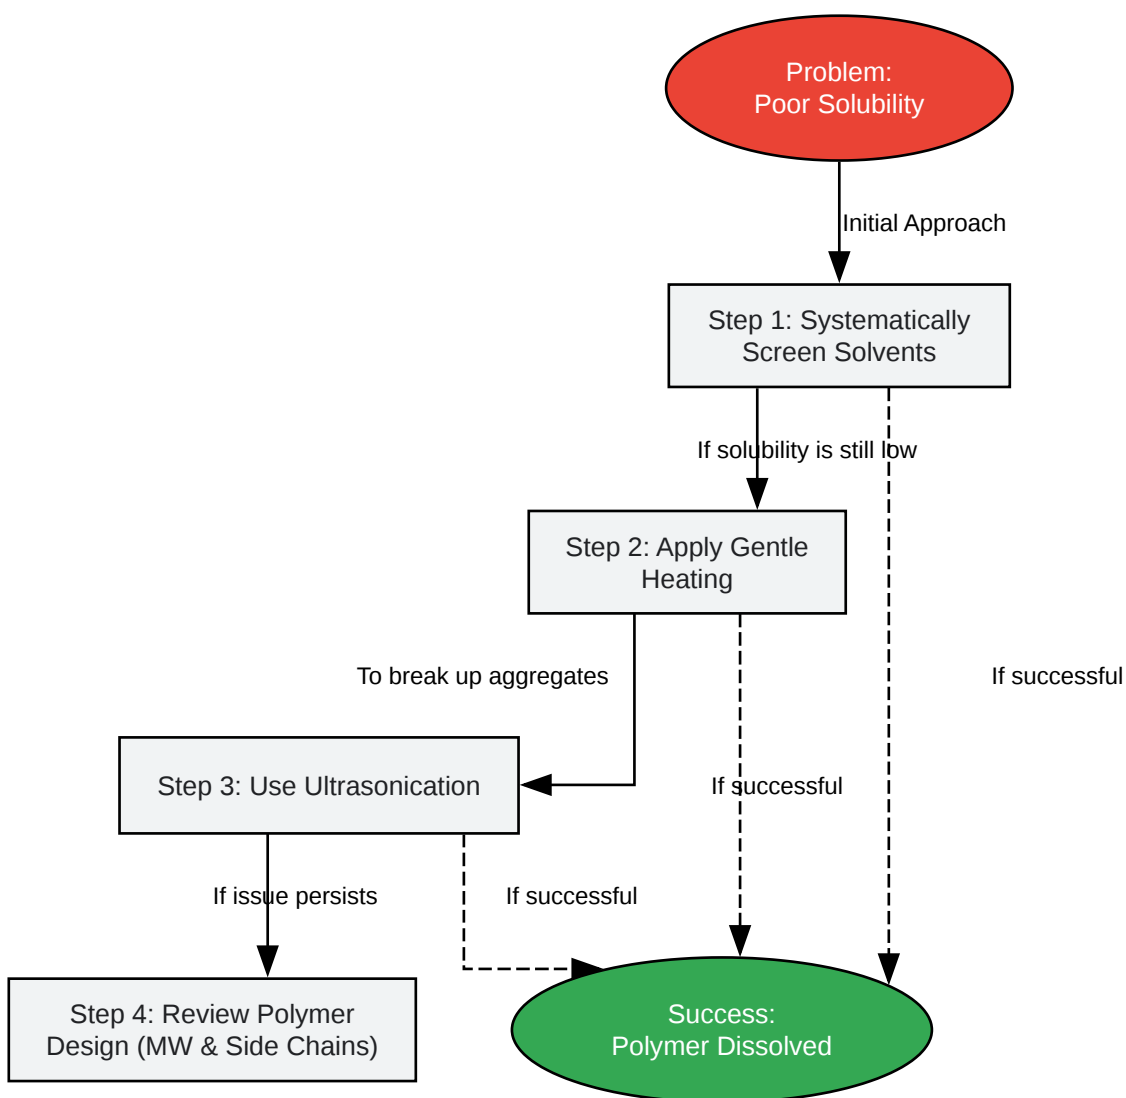 Problem:
Poor Solubility
Initial Approach
Step 1: Systematically
Screen Solvents
If solubility is still low
Step 2: Apply Gentle
Heating
To break up aggregates
If successful
Step 3: Use Ultrasonication
If successful
If issue persists
If successful
Step 4: Review Polymer
Design (MW & Side Chains)
Success:
Polymer Dissolved